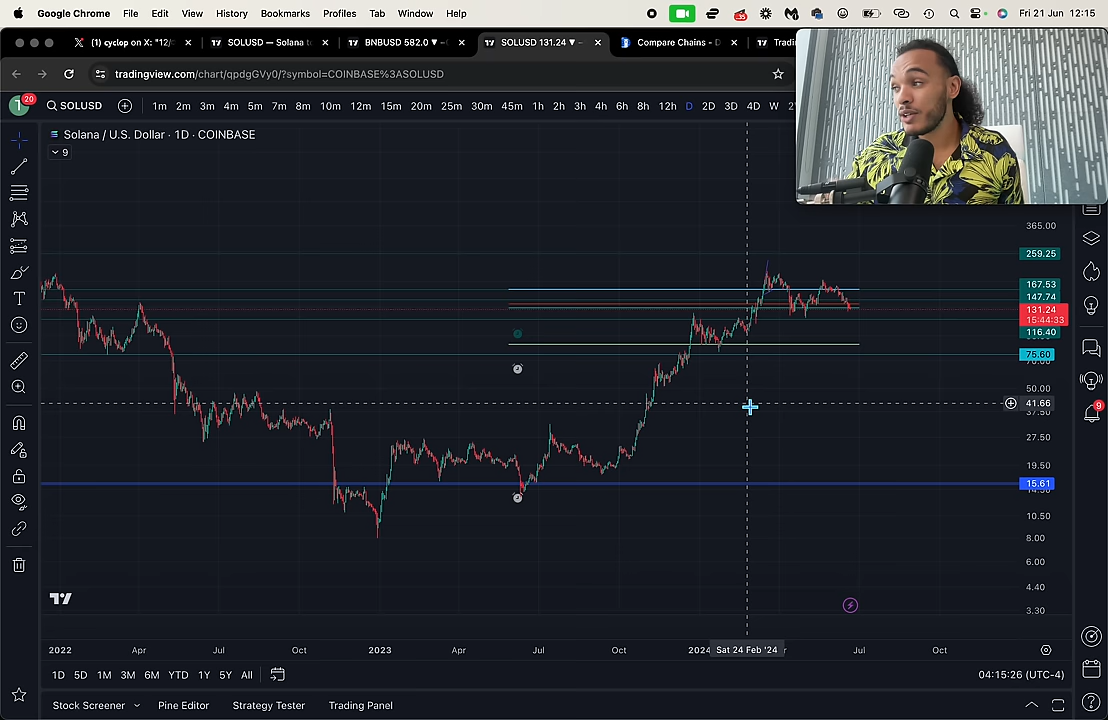 Google Chrome File Edit View History Bookmarks Profiles Tab Window Help 35 Fri 21 Jun 12:15
(1) cyclop on X: "12/ SOLUSD — Solana t BNBUSD 582.0 ▼ – SOLUSD 131.24 ▼ – Compare Chains - D Tradi
tradingview.com/chart/qpdgGVy0/?symbol=COINBASE%3ASOLUSD
1 20 SOLUSD 1m 2m 3m 4m 5m 7m 8m 10m 12m 15m 20m 25m 30m 45m 1h 2h 3h 4h 6h 8h 12h D 2D 3D 4D W
Solana / U.S. Dollar · 1D · COINBASE
9
365.00
259.25
167.53
147.74
131.24
15:44:33
116.40
75.60
50.00
41.66
27.50
19.50
15.61
10.50
8.00
6.00
4.40
3.30
9
2022 Apr Jul Oct 2023 Apr Jul Oct 2024 Sat 24 Feb '24 Jul Oct
1D 5D 1M 3M 6M YTD 1Y 5Y All 04:15:26 (UTC-4)
Stock Screener Pine Editor Strategy Tester Trading Panel